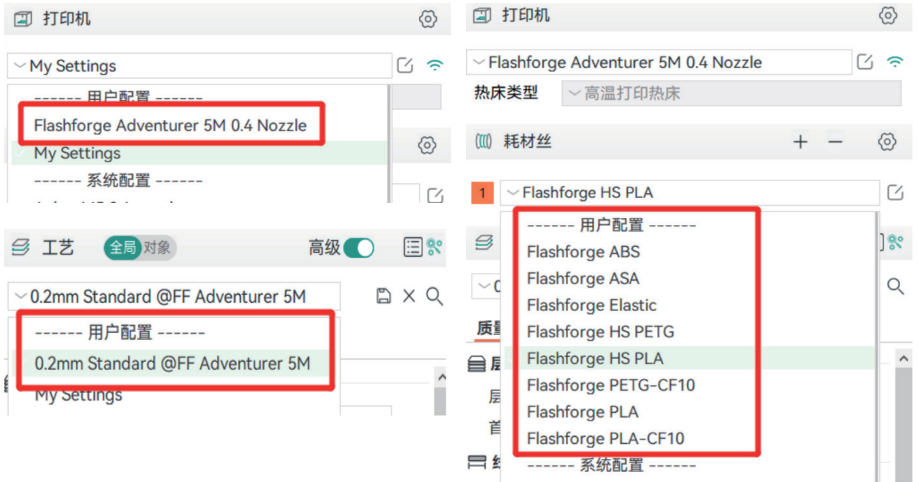 打印机
My Settings
------ 用户配置 ------
Flashforge Adventurer 5M 0.4 Nozzle
My Settings
------ 系统配置 ------
工艺
全局 对象
高级
0.2mm Standard @FF Adventurer 5M
------ 用户配置 ------
0.2mm Standard @FF Adventurer 5M
My Settings
打印机
Flashforge Adventurer 5M 0.4 Nozzle
热床类型 高温打印热床
耗材丝
1 Flashforge HS PLA
------ 用户配置 ------
Flashforge ABS
Flashforge ASA
Flashforge Elastic
Flashforge HS PETG
Flashforge HS PLA
Flashforge PETG-CF10
Flashforge PLA
Flashforge PLA-CF10
------ 系统配置 ------